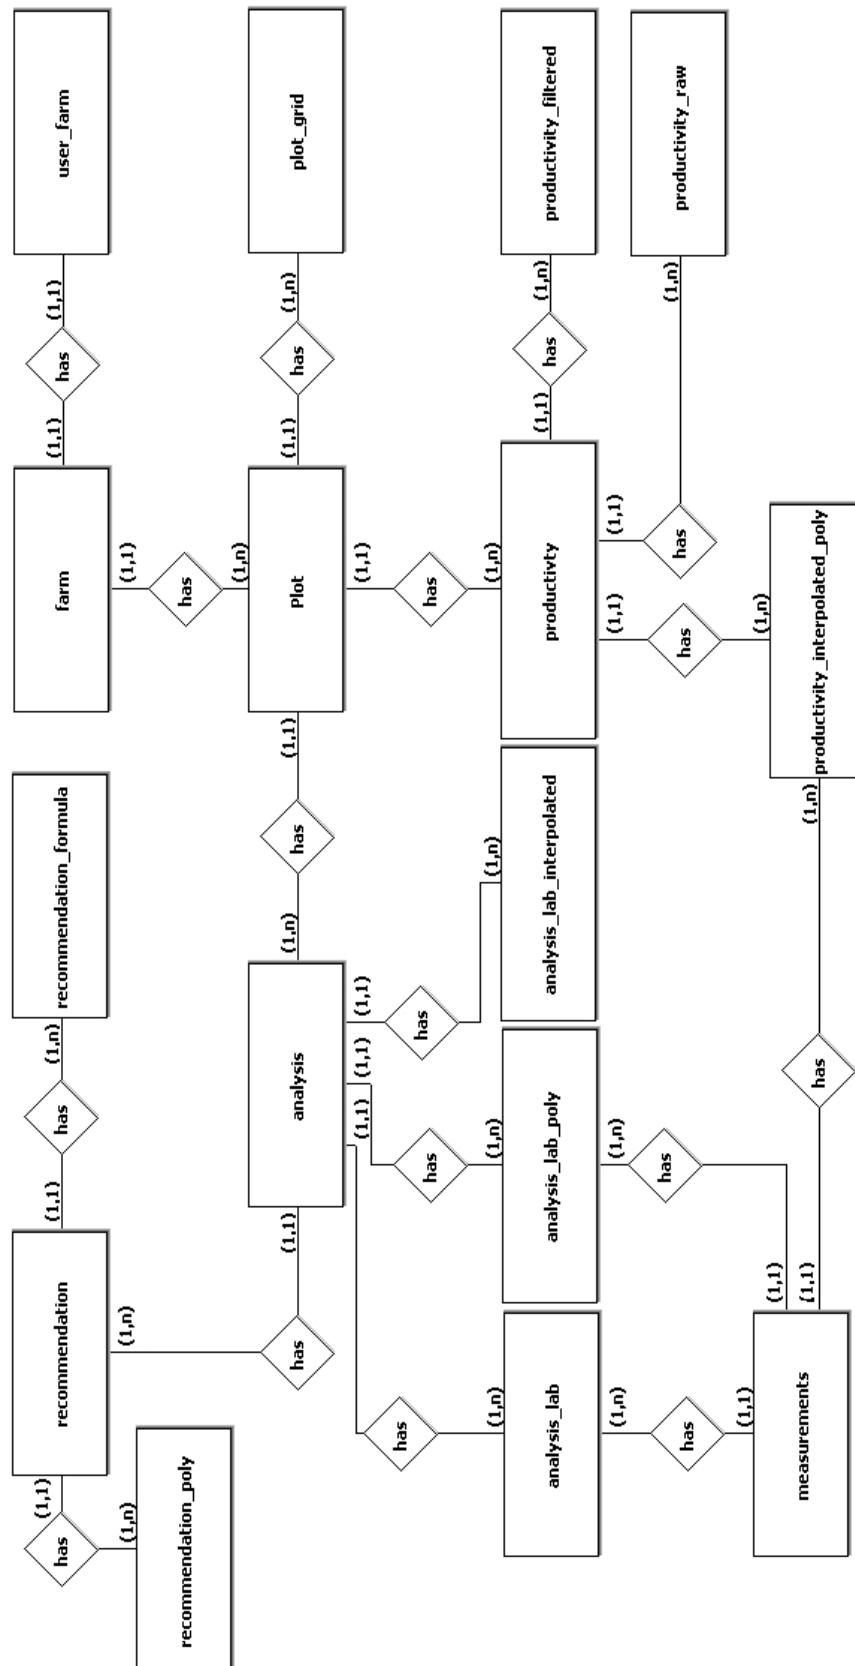 (1,1)
(1,1)
(1,n)
(1,1)
(1,1)
has
recommendation
has
recommendation_formula
farm
has
user_farm
(1,n)
(1,n)
(1,1)
recommendation_poly
has
(1,n)
(1,1)
(1,n)
(1,1)
(1,1)
(1,n)
has
analysis
has
Plot
has
plot_grid
(1,1)
(1,1)
(1,1)
(1,1)
has
has
has
has
(1,n)
(1,n)
(1,n)
(1,n)
(1,1)
(1,n)
analysis_lab
analysis_lab_poly
analysis_lab_interpolated
productivty
has
productivity_filtered
(1,n)
(1,n)
(1,1)
(1,1)
has
has
has
has
(1,n)
productivity_raw
(1,1)
(1,1)
(1,n)
(1,1)
(1,n)
measurements
has
productivity_interpolated_poly